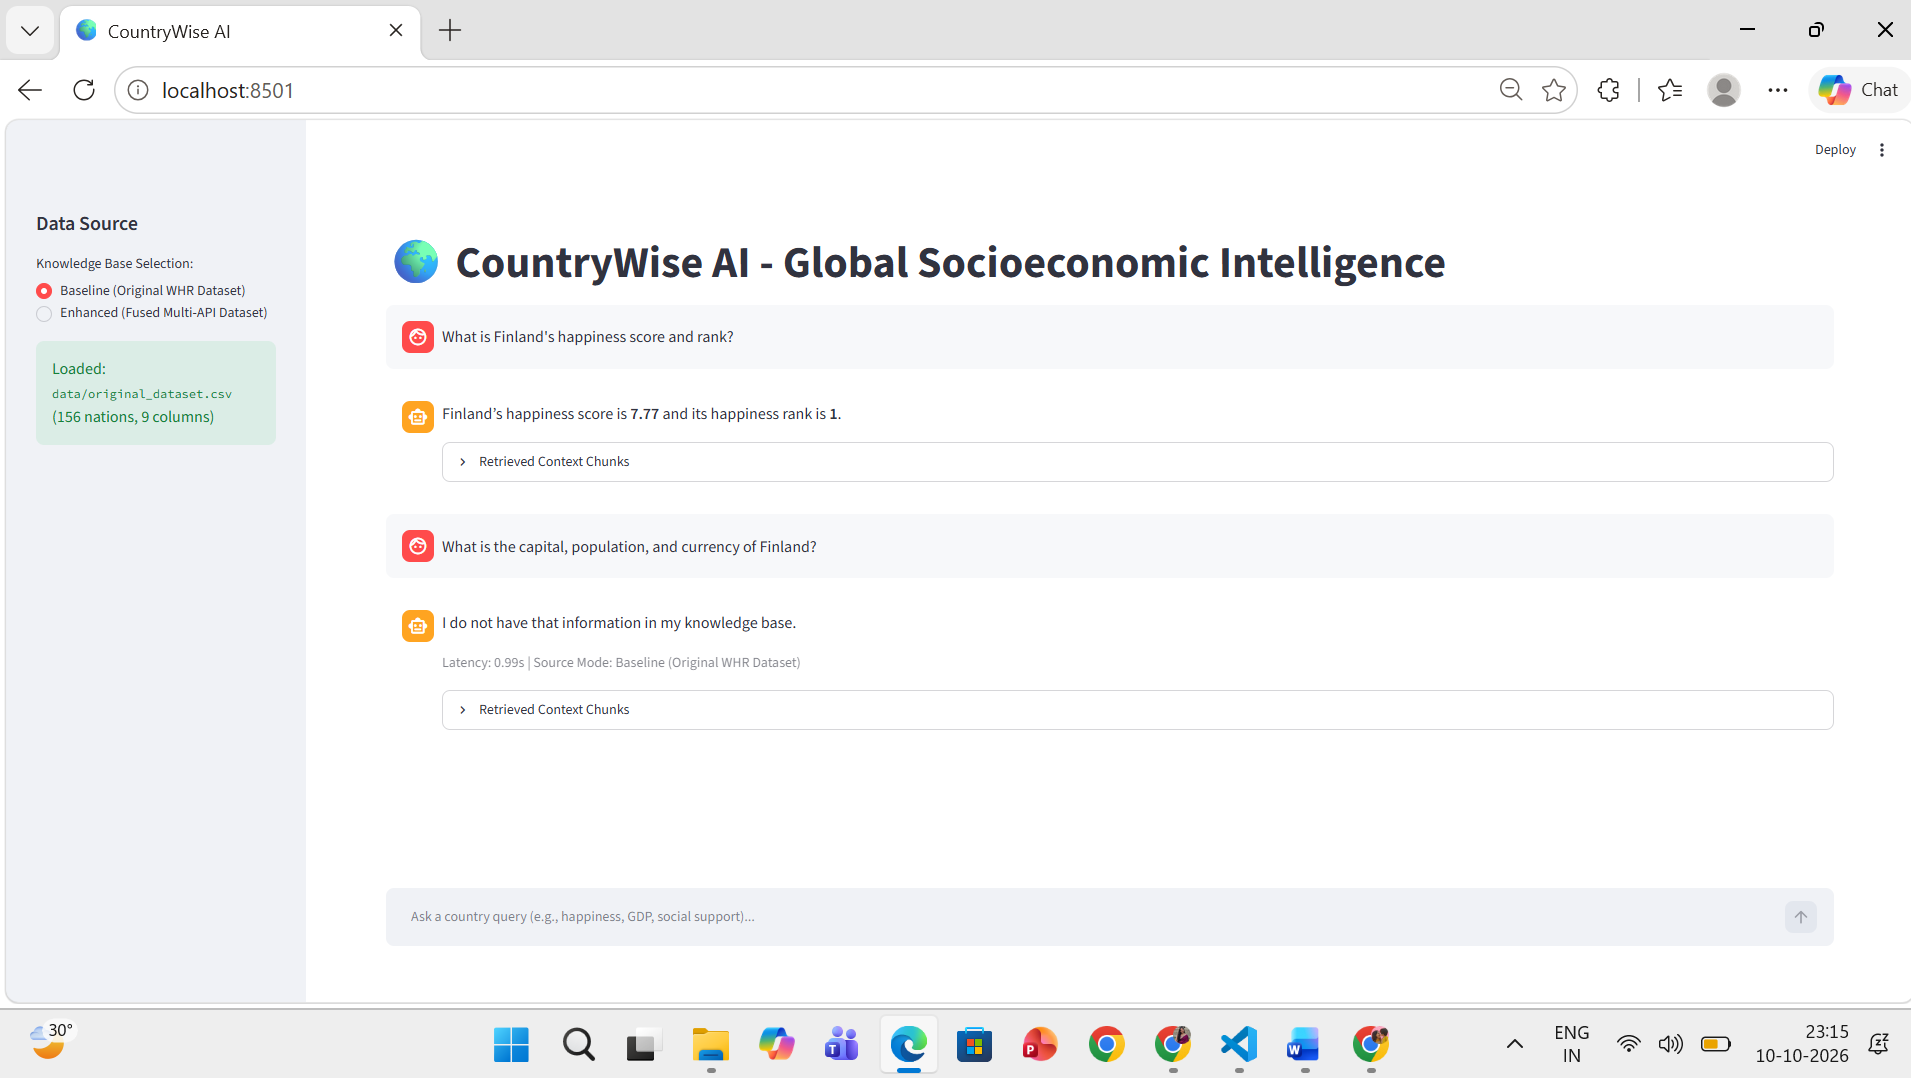 CountryWise AI
localhost:8501
Chat
Deploy
Data Source
Knowledge Base Selection:
Baseline (Original WHR Dataset)
Enhanced (Fused Multi-API Dataset)
Loaded:
data/original_dataset.csv
(156 nations, 9 columns)
CountryWise AI - Global Socioeconomic Intelligence
What is Finland's happiness score and rank?
Finland’s happiness score is 7.77 and its happiness rank is 1.
Retrieved Context Chunks
What is the capital, population, and currency of Finland?
I do not have that information in my knowledge base.
Latency: 0.99s | Source Mode: Baseline (Original WHR Dataset)
Retrieved Context Chunks
Ask a country query (e.g., happiness, GDP, social support)...
30°
ENG
IN
23:15
10-10-2026